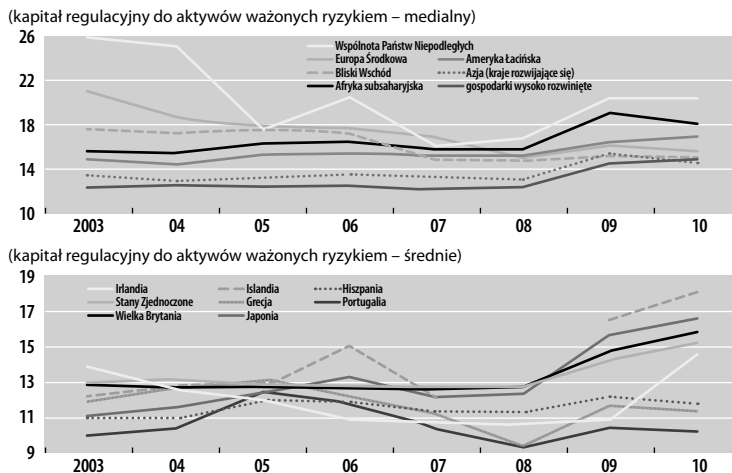 (kapitał regulacyjny do aktywów ważonych ryzykiem – medialny)
26
Wspólnota Państw Niepodległych
Europa Środkowa Ameryka Łacińska
22
Bliski Wschód Azja (kraje rozwijające się)
Afryka subsaharyjska gospodarki wysoko rozwinięte
18
14
10
2003 04 05 06 07 08 09 10
(kapitał regulacyjny do aktywów ważonych ryzykiem – średnie)
19
Irlandia Islandia Hiszpania
Stany Zjednoczone Grecja Portugalia
17
Wielka Brytania Japonia
15
13
11
9
2003 04 05 06 07 08 09 10